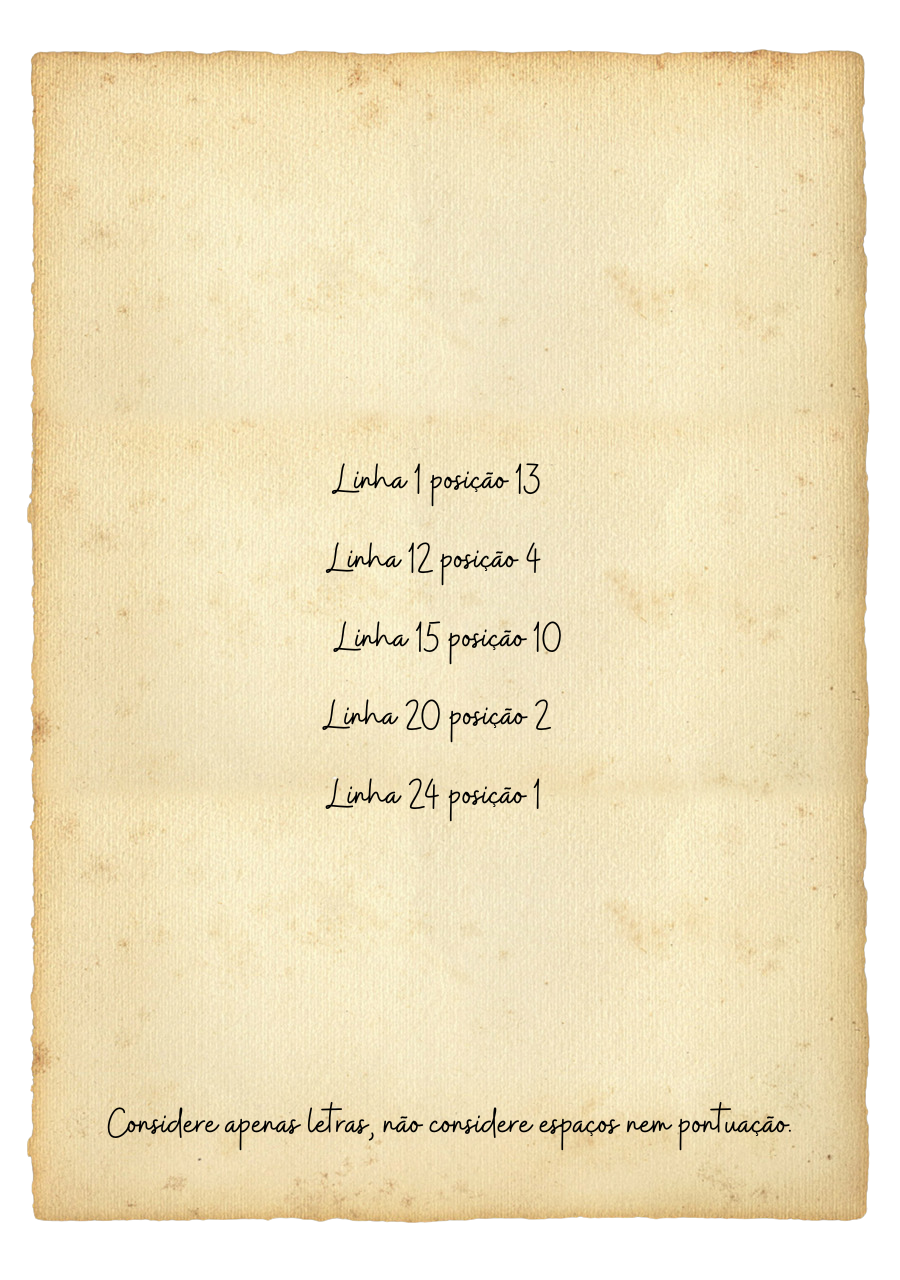 Linha 1 posição 13
Linha 12 posição 4
Linha 15 posição 10
Linha 20 posição 2
Linha 24 posição 1
Considere apenas letras, não considere espaços nem pontuação.